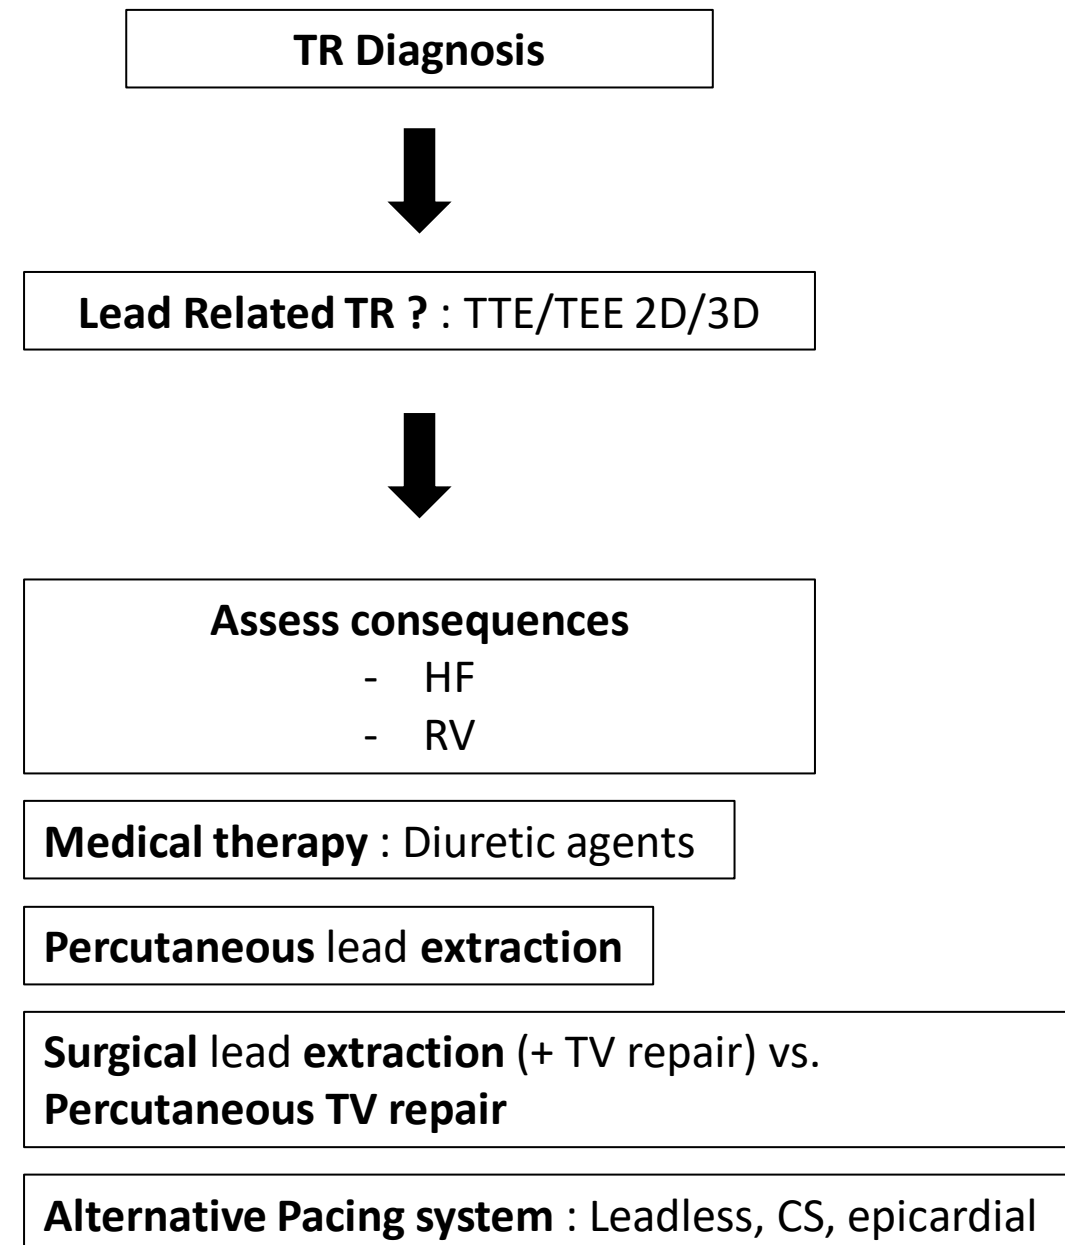 TR Diagnosis
Lead Related TR ? : TTE/TEE 2D/3D
Assess consequences
- HF
- RV
Medical therapy : Diuretic agents
Percutaneous lead extraction
Surgical lead extraction (+ TV repair) vs.
Percutaneous TV repair
Alternative Pacing system : Leadless, CS, epicardial